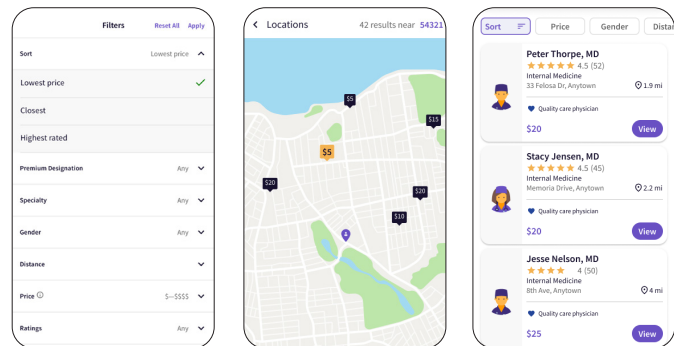 Filters Reset All Apply
Sort Lowest price
Lowest price
Closest
Highest rated
Premium Designation Any
Specialty Any
Gender Any
Distance
Price $—$$$$
Ratings Any
Locations 42 results near 54321
$5
$15
$5
$20
$20
$10
Sort Price Gender Distan
Peter Thorpe, MD
4.5 (52)
Internal Medicine
33 Felosa Dr, Anytown 1.9 mi
Quality care physician
$20 View
Stacy Jensen, MD
4.5 (45)
Internal Medicine
Memoria Drive, Anytown 2.2 mi
Quality care physician
$20 View
Jesse Nelson, MD
4 (50)
Internal Medicine
8th Ave, Anytown 4 mi
Quality care physician
$25 View